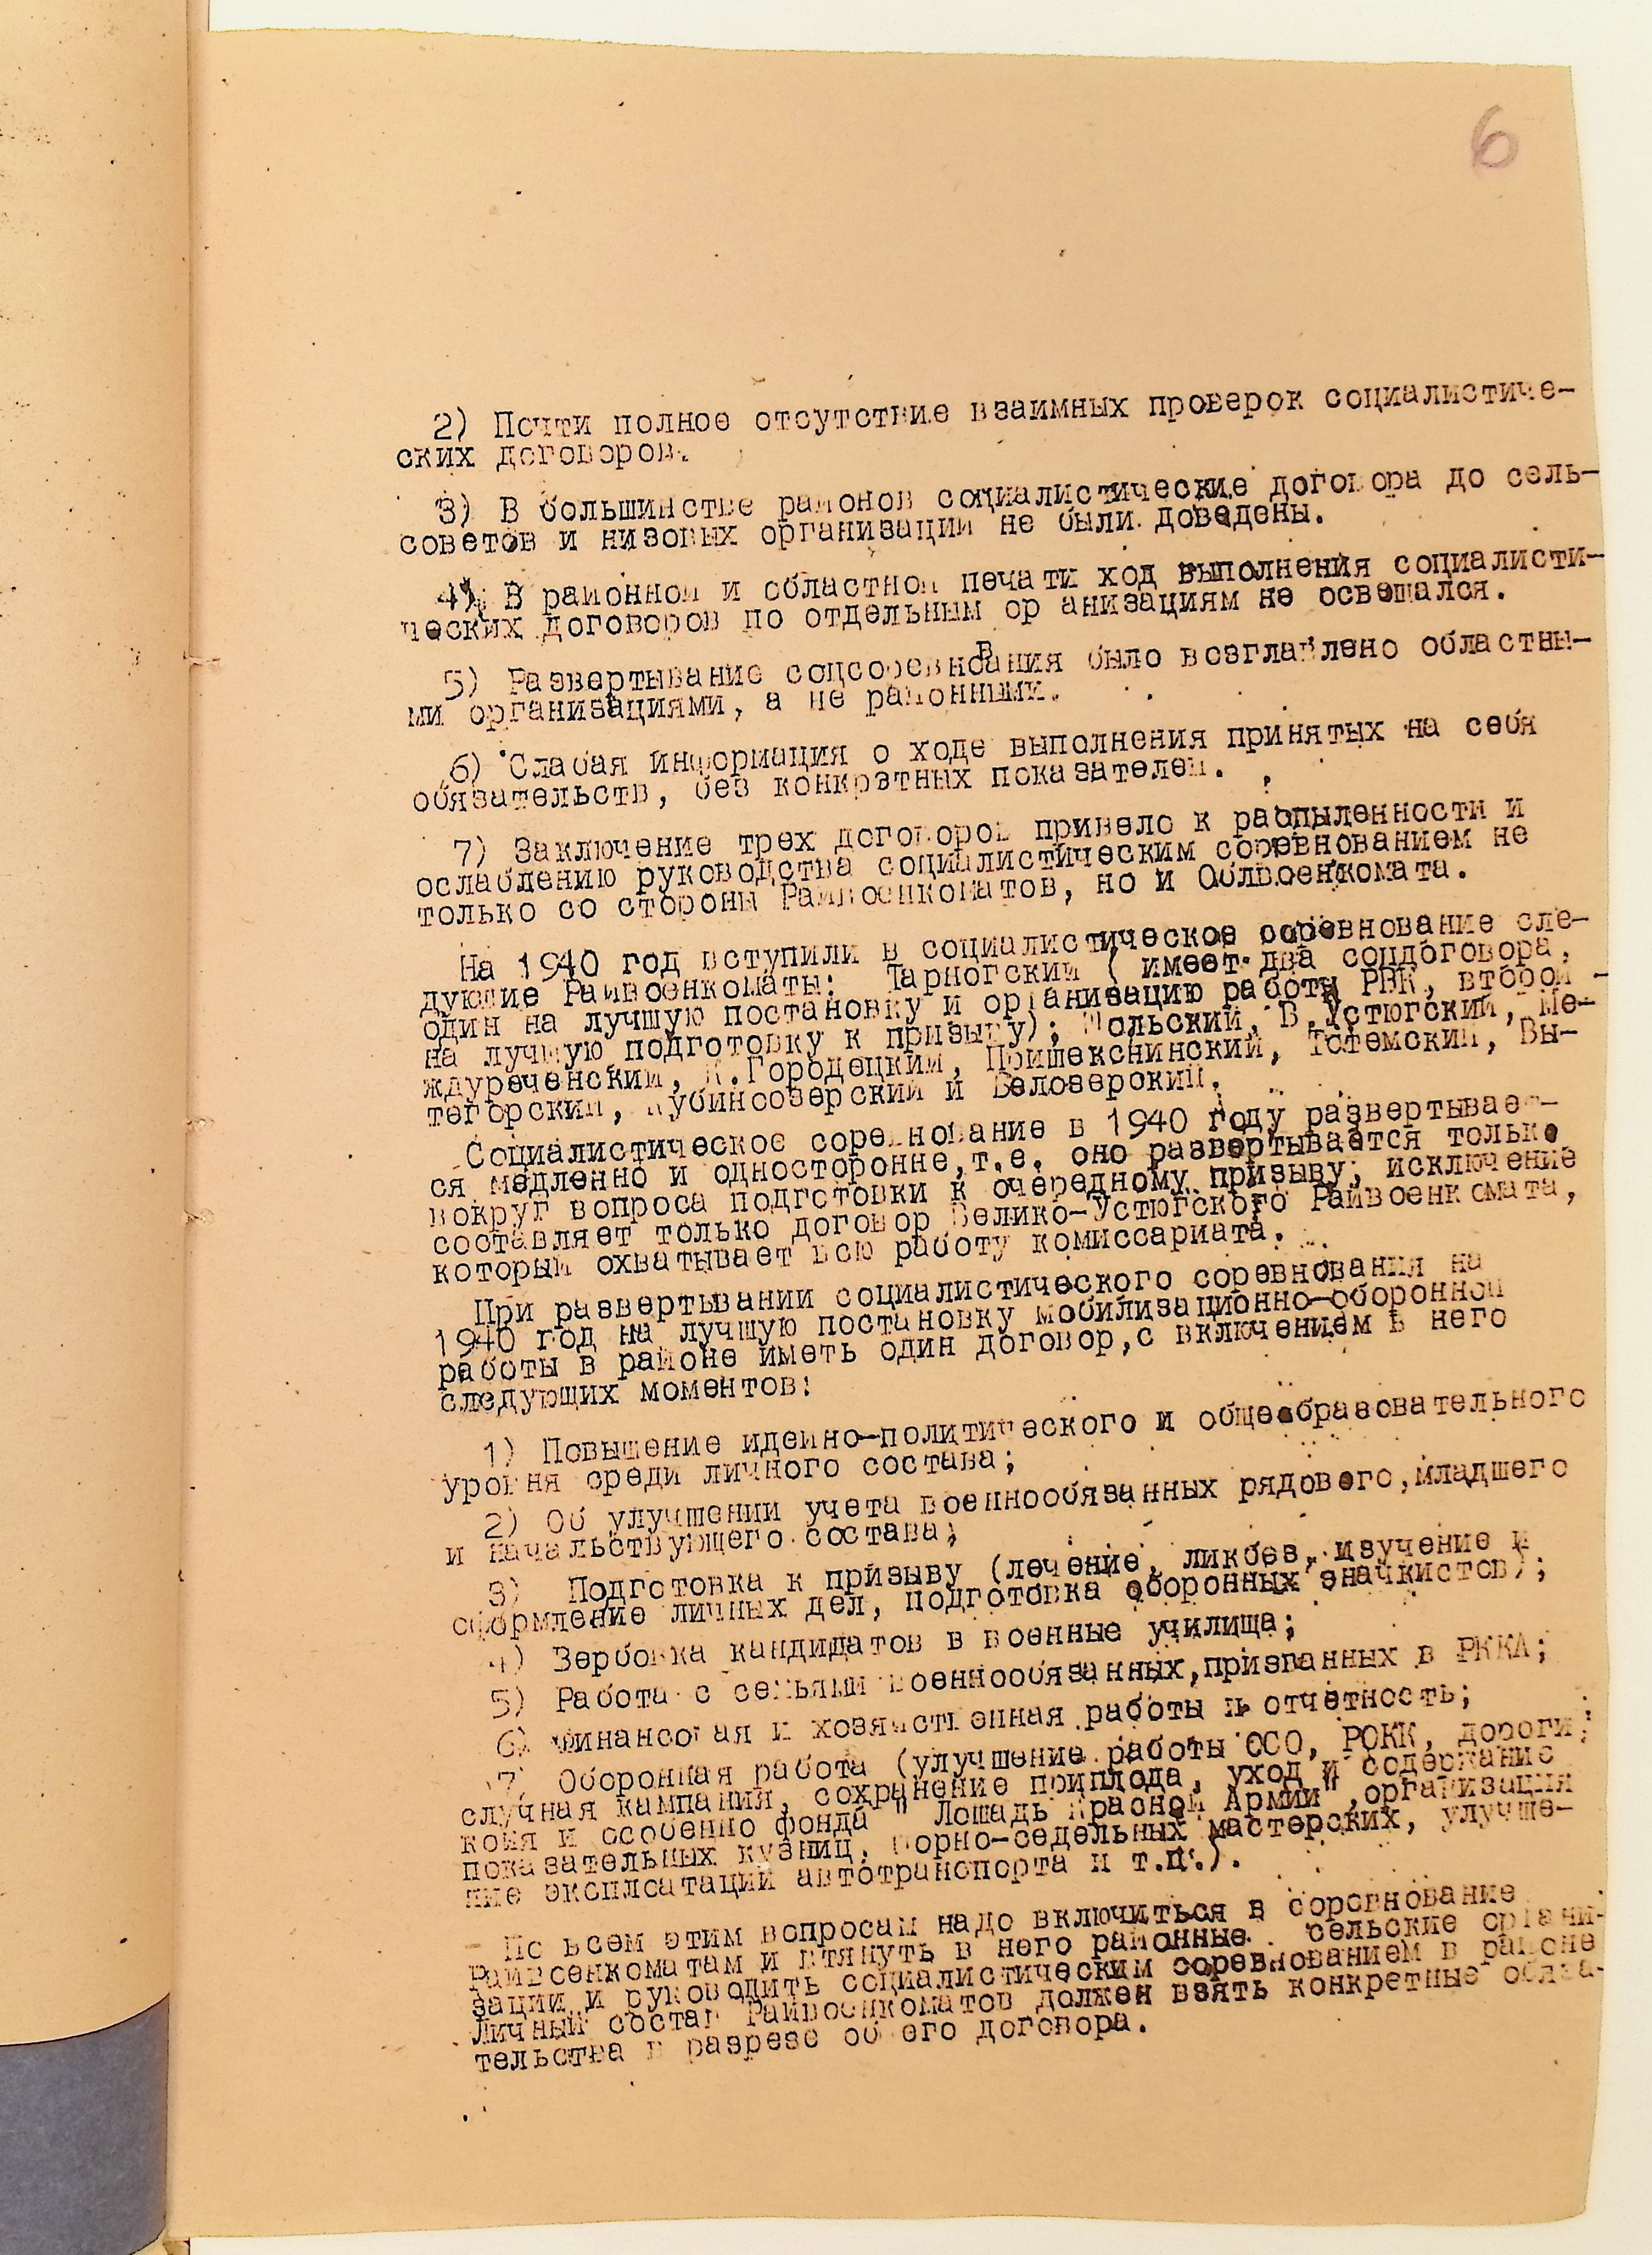 6
2) Почти полное отсутствие взаимных проверок социалистиче-
ских договоров.
3) В большинстве районов социалистические договора до сель-
советов и низовых организаций не были доведены.
4) В районной и областной печати ход выполнения социалисти-
ческих договоров по отдельным организациям не освещался.
5) Развертывание соцсоревнования было возглавлено областны-
ми организациями, а не районными.
6) Слабая информация о ходе выполнения принятых на себя
обязательств, без конкретных показателей.
7) Заключение трех договоров привело к распыленности и
ослаблению руководства социалистическим соревнованием не
только со стороны Райвоенкоматов, но и Облвоенкомата.
На 1940 год вступили в социалистическое соревнование сле-
дующие Райвоенкоматы: Тарногский ( имеет два соцдоговора,
один на лучшую постановку и организацию работы РВК, второй -
на лучшую подготовку к призыву); Шольский, В.Устюгский, Ме-
ждуреченский, К.Городецкий, Пришекснинский, Тотемский, Вы-
тегорский, Кубиноозерский и Белозерский.
Социалистическое соревнование в 1940 году развертывает-
ся медленно и односторонне,т.е. оно развертывается только
вокруг вопроса подготовки к очередному призыву; исключение
составляет только договор Велико-Устюгского Райвоенкомата,
который охватывает всю работу комиссариата.
При развертывании социалистического соревнования на
1940 год на лучшую постановку мобилизационно-оборонной
работы в районе иметь один договор,с включением в него
следующих моментов:
1) Повышение идейно-политического и общеобразовательного
уровня среди личного состава;
2) Об улучшении учета военнообязанных рядового,младшего
и начальствующего состава;
3) Подготовка к призыву (лечение, ликбез, изучение и
оформление личных дел, подготовка оборонных значкистов);
4) Вербовка кандидатов в военные училища;
5) Работа с семьями военнообязанных,призванных в РККА;
6) Финансовая и хозяйственная работы и отчетность;
7) Оборонная работа (улучшение работы ОСО, РОКК, дороги;
случная кампания, сохранение приплода, уход и содержание
коня и особенно фонда " Лошадь Красной Армии",организация
показательных кузниц, шорно-седельных мастерских, улучше-
ние эксплоатации автотранспорта и т.д.).
По всем этим вопросам надо включиться в соревнование
Райвоенкоматам и втянуть в него районные сельские органи-
зации и руководить социалистическим соревнованием в районе
Личный состав Райвоенкоматов должен взять конкретные обяза-
тельства в разрезе общего договора.